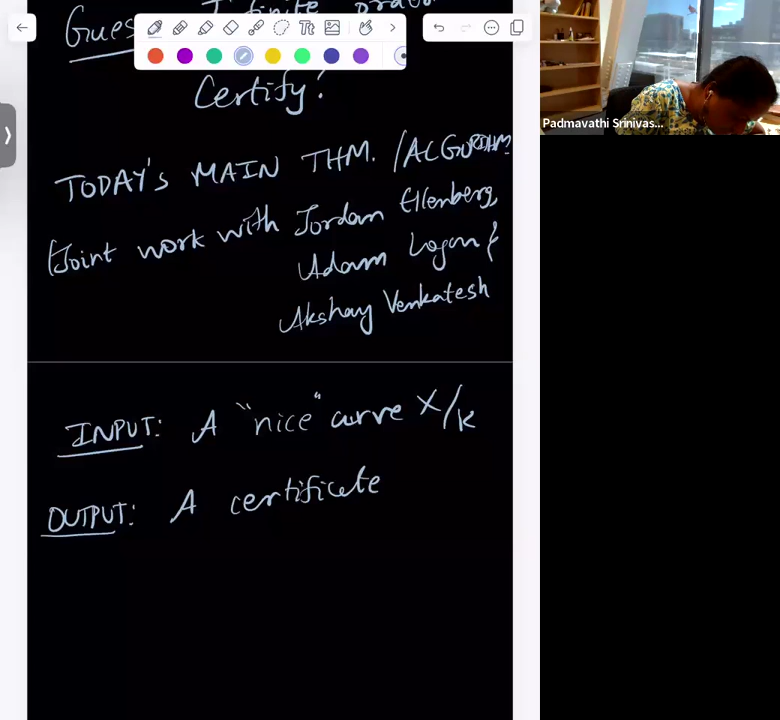 Gues
Certify?
TODAY'S MAIN THM. /ALGORITHM
(Joint work with Jordan Ellenberg,
Adam Logan &
Akshay Venkatesh
INPUT: A "nice" curve X/K
OUTPUT: A certificate
Padmavathi Srinivas...